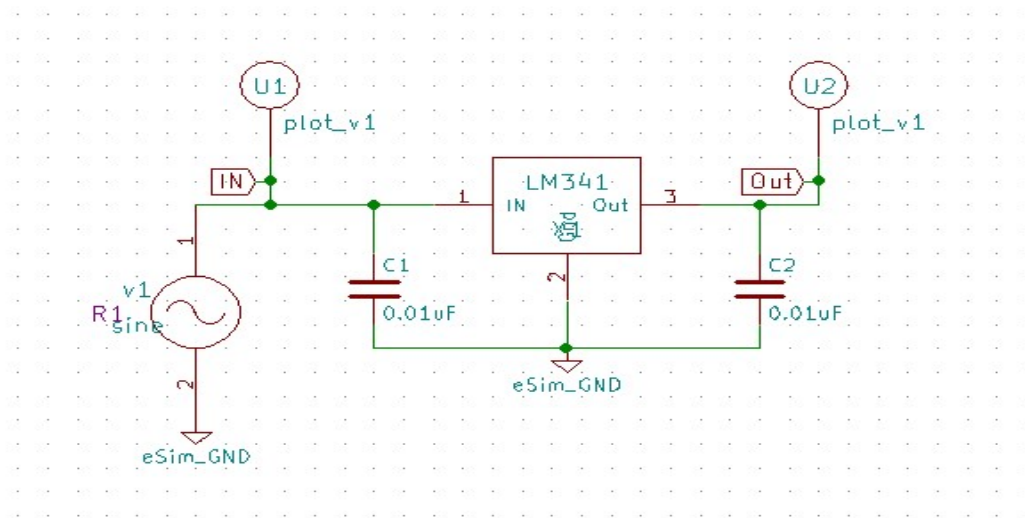 U1
plot_v1
U2
plot_v1
IN
Out
1
LM341
IN
Out
3
X1
1
2
C1
0.01uF
C2
0.01uF
v1
R1
sine
2
eSim_GND
eSim_GND